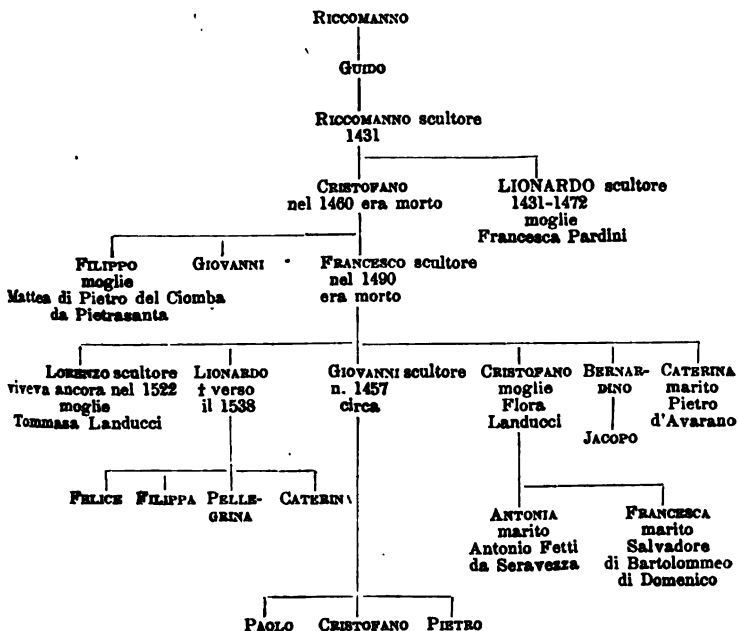 RICCOMANNO
GUIDO
RICCOMANNO scultore
1431
CRISTOFANO
nel 1460 era morto
LIONARDO scultore
1431-1472
moglie
Francesca Pardini
FILIPPO
moglie
Mattea di Pietro del Ciomba
da Pietrasanta
GIOVANNI
FRANCESCO scultore
nel 1490
era morto
LORENZO scultore
viveva ancora nel 1522
moglie
Tommasa Landucci
LIONARDO
† verso
il 1538
GIOVANNI scultore
n. 1457
circa
CRISTOFANO
moglie
Flora
Landucci
BERNAR-
DINO
JACOPO
CATERINA
marito
Pietro
d'Avarano
FELICE
FILIPPA
PELLE-
GRINA
CATERINA
ANTONIA
marito
Antonio Fetti
da Seravezza
FRANCESCA
marito
Salvadore
di Bartolommeo
di Domenico
PAOLO
CRISTOFANO
PIETRO